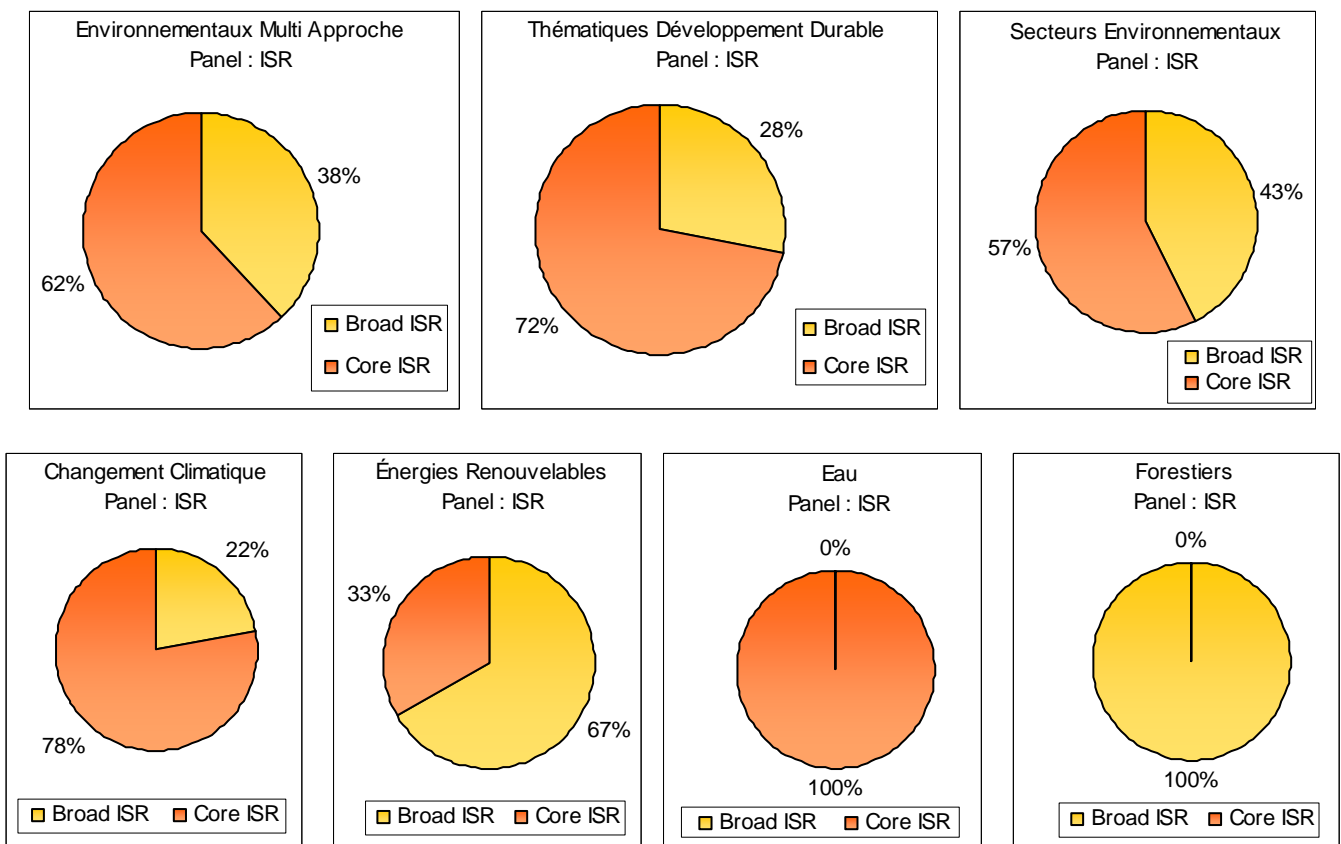 Environnementaux Multi Approche
Panel : ISR
38%
62%
Broad ISR
Core ISR
Thématiques Développement Durable
Panel : ISR
28%
72%
Broad ISR
Core ISR
Secteurs Environnementaux
Panel : ISR
43%
57%
Broad ISR
Core ISR
Changement Climatique
Panel : ISR
22%
78%
Broad ISR Core ISR
Énergies Renouvelables
Panel : ISR
33%
67%
Broad ISR Core ISR
Eau
Panel : ISR
0%
100%
Broad ISR Core ISR
Forestiers
Panel : ISR
0%
100%
Broad ISR Core ISR